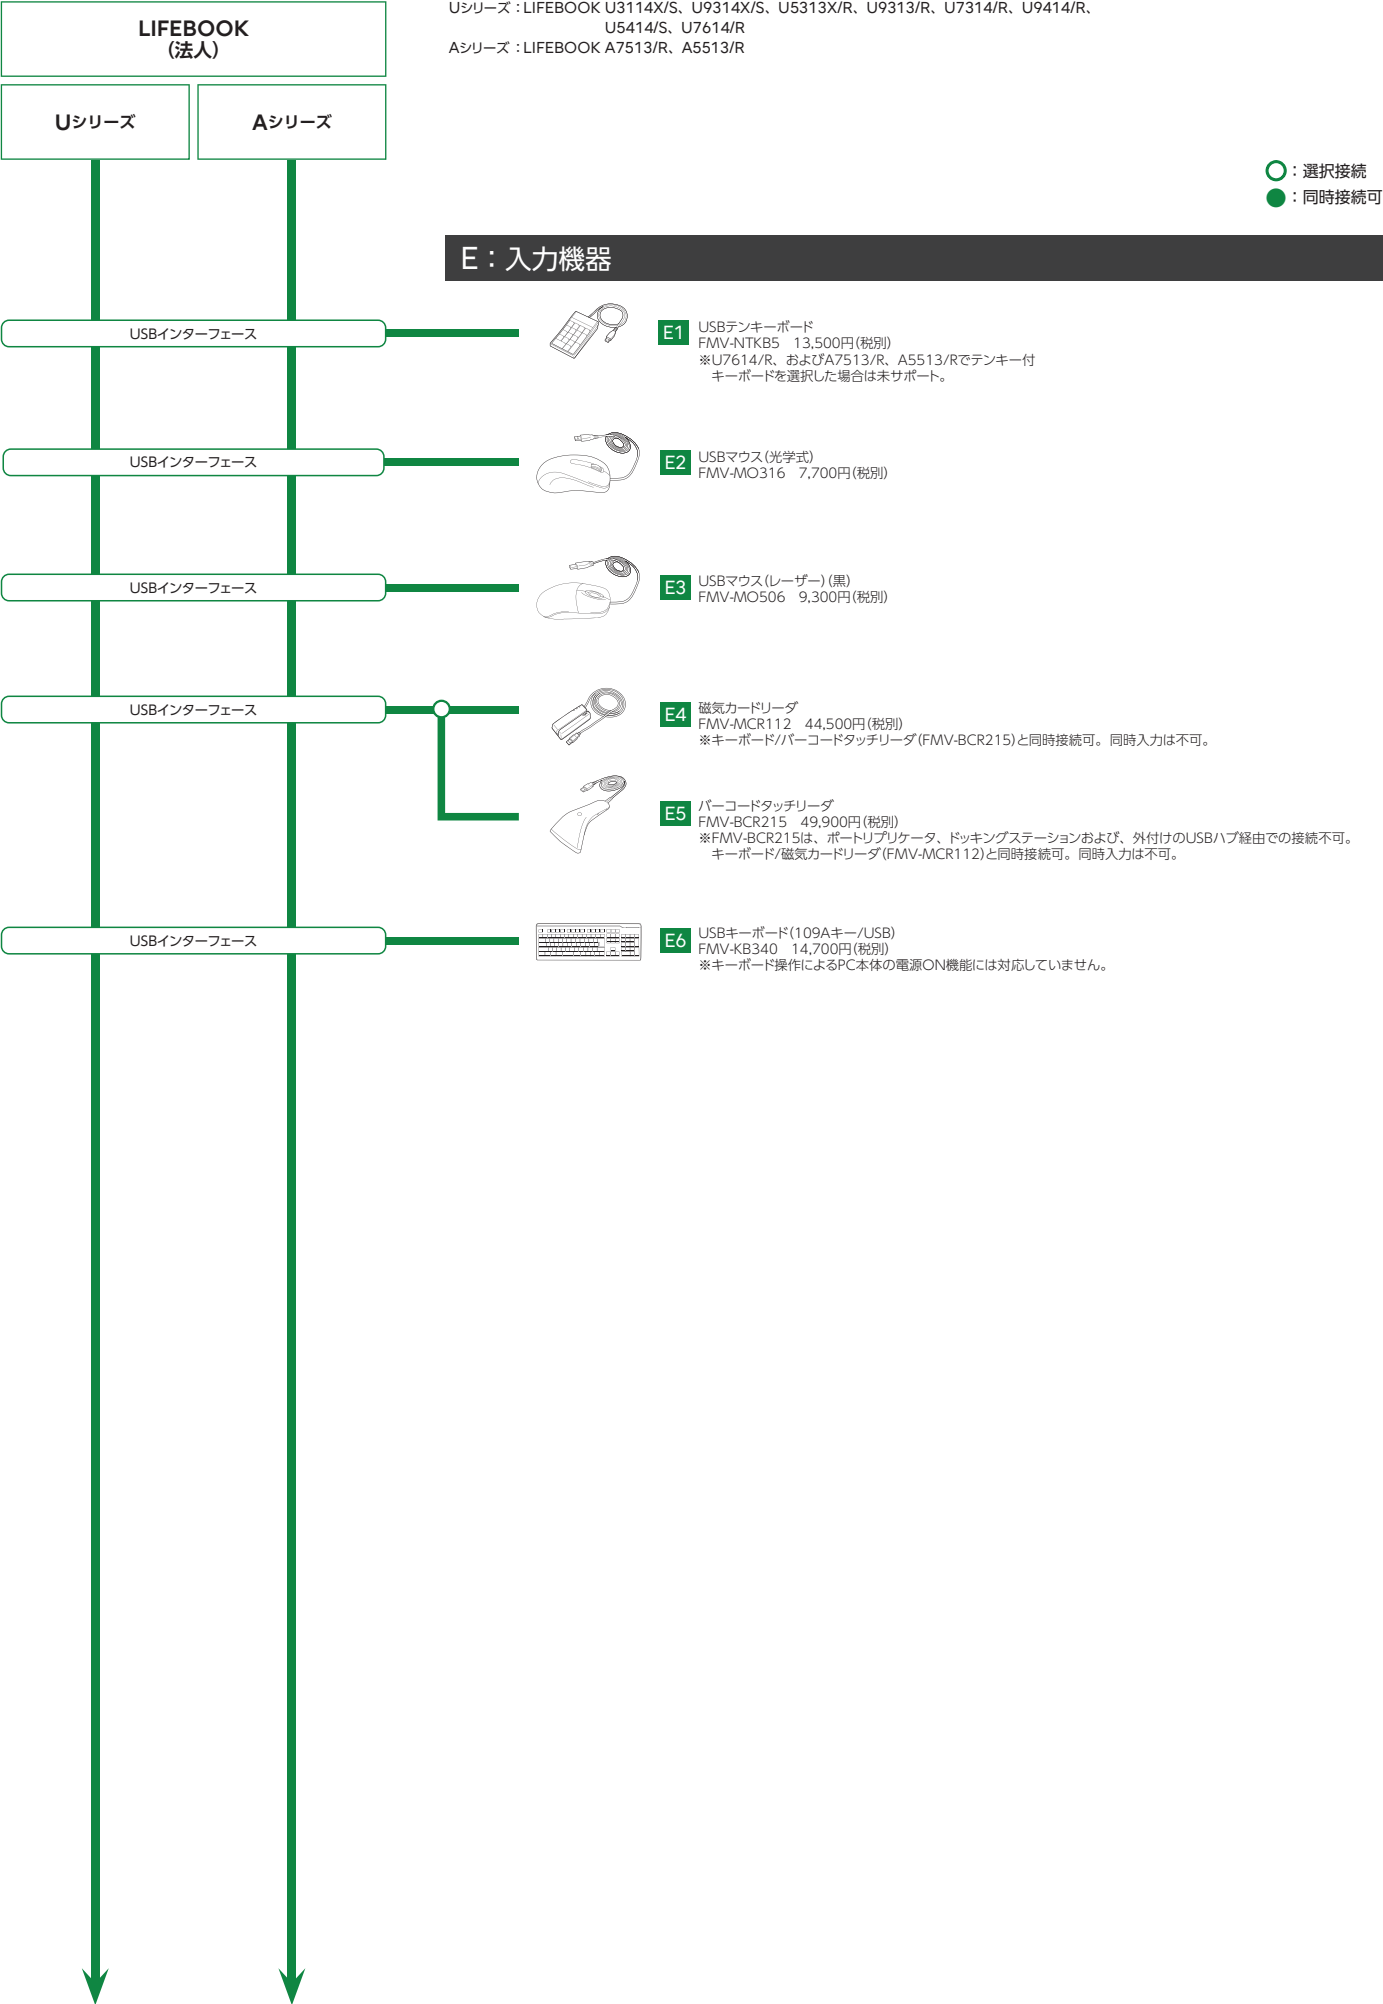 LIFEBOOK
(法人)
Uシリーズ：LIFEBOOK U3114X/S、U9314X/S、U5313X/R、U9313/R、U7314/R、U9414/R、
U5414/S、U7614/R
Aシリーズ：LIFEBOOK A7513/R、A5513/R
Uシリーズ
Aシリーズ
：選択接続
：同時接続可
E：入力機器
USBインターフェース
E1
USBテンキーボード
FMV-NTKB5　13,500円(税別)
※U7614/R、およびA7513/R、A5513/Rでテンキー付
キーボードを選択した場合は未サポート。
USBインターフェース
E2
USBマウス(光学式)
FMV-MO316　7,700円(税別)
USBインターフェース
E3
USBマウス(レーザー)(黒)
FMV-MO506　9,300円(税別)
USBインターフェース
E4
磁気カードリーダ
FMV-MCR112　44,500円(税別)
※キーボード/バーコードタッチリーダ(FMV-BCR215)と同時接続可。同時入力は不可。
E5
バーコードタッチリーダ
FMV-BCR215　49,900円(税別)
※FMV-BCR215は、ポートリプリケータ、ドッキングステーションおよび、外付けのUSBハブ経由での接続不可。
キーボード/磁気カードリーダ(FMV-MCR112)と同時接続可。同時入力は不可。
USBインターフェース
E6
USBキーボード(109Aキー/USB)
FMV-KB340　14,700円(税別)
※キーボード操作によるPC本体の電源ON機能には対応していません。